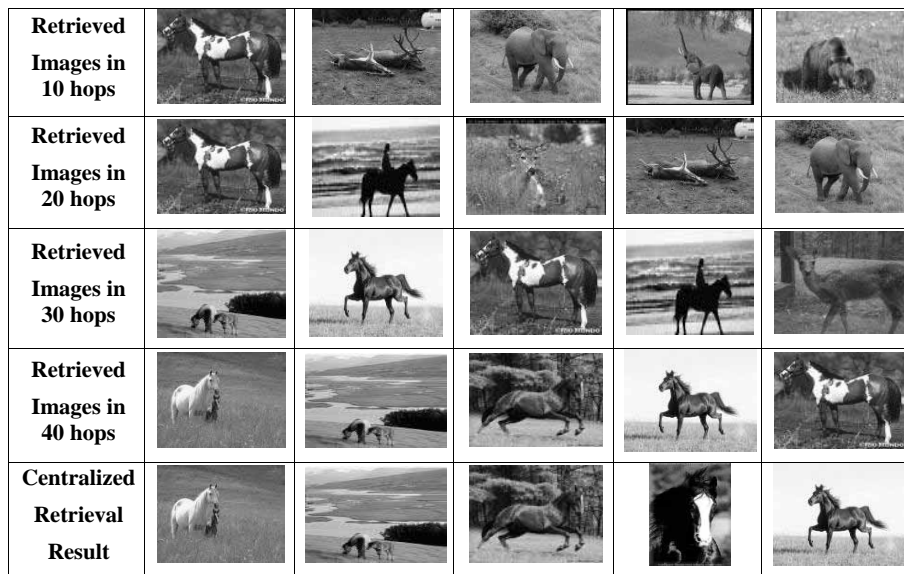 Retrieved
Images in
10 hops
Retrieved
Images in
20 hops
Retrieved
Images in
30 hops
Retrieved
Images in
40 hops
Centralized
Retrieval
Result